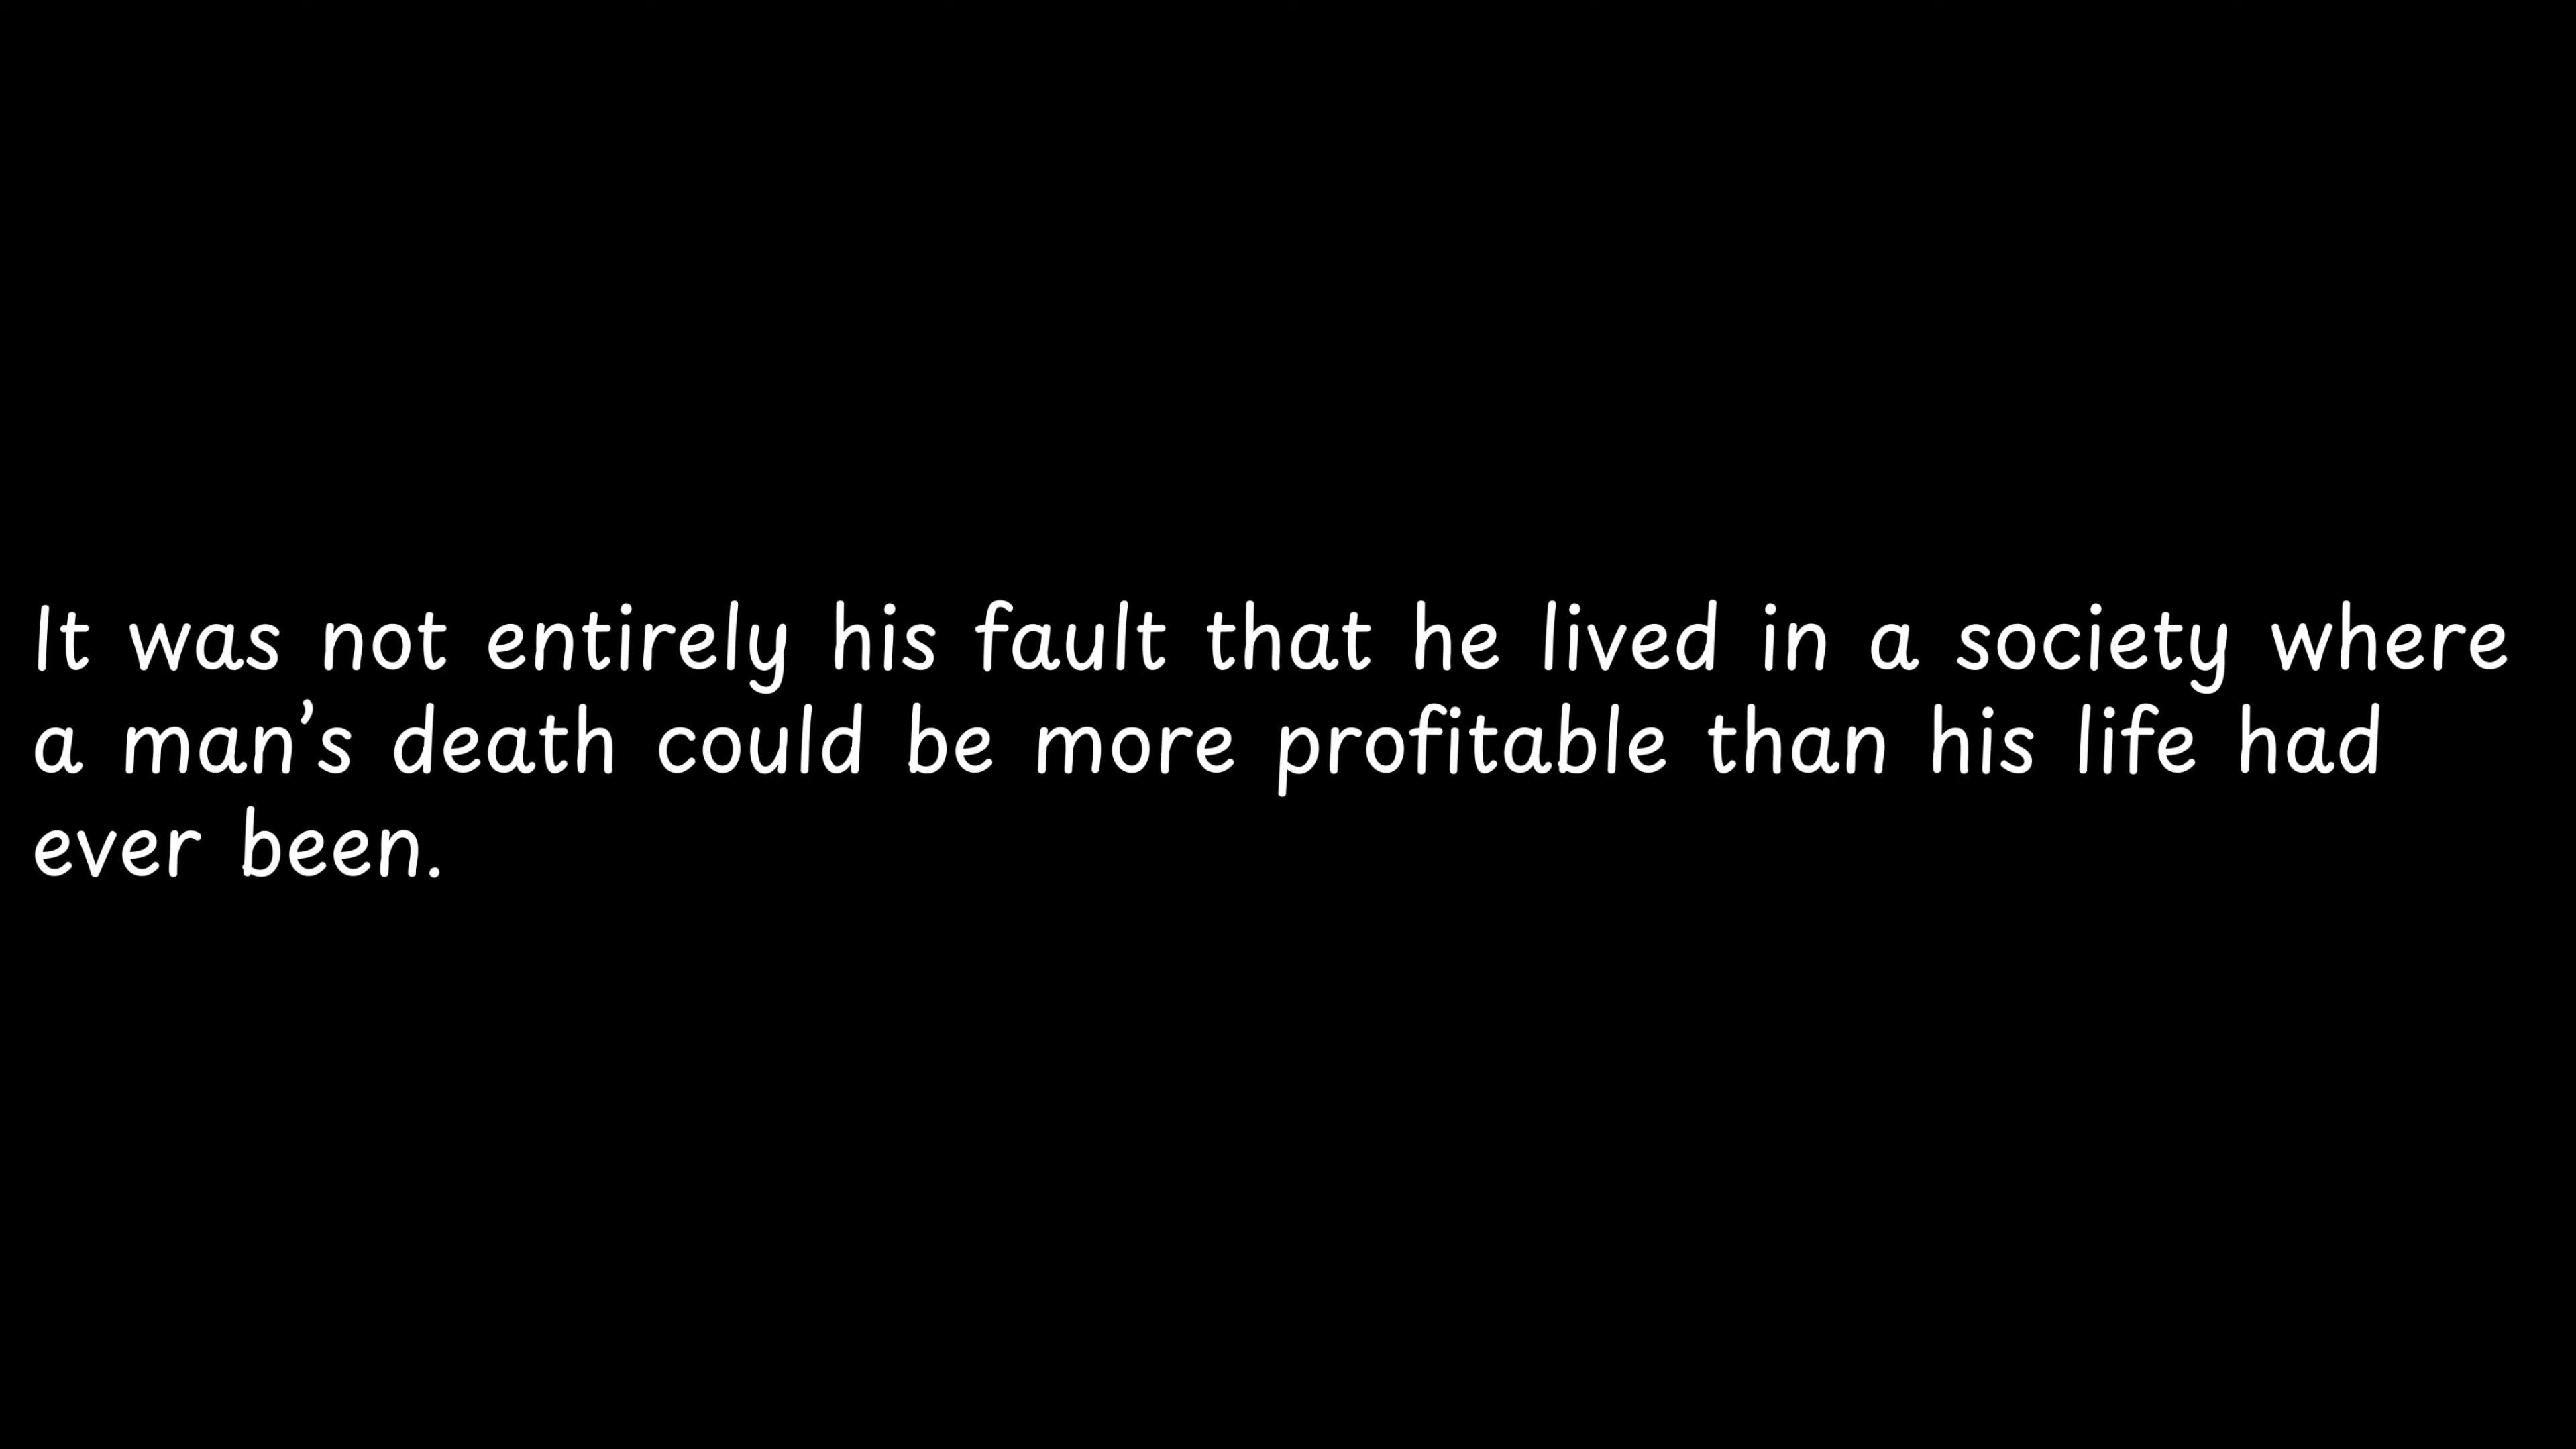 It was not entirely his fault that he lived in a society where
a man’s death could be more profitable than his life had
ever been.